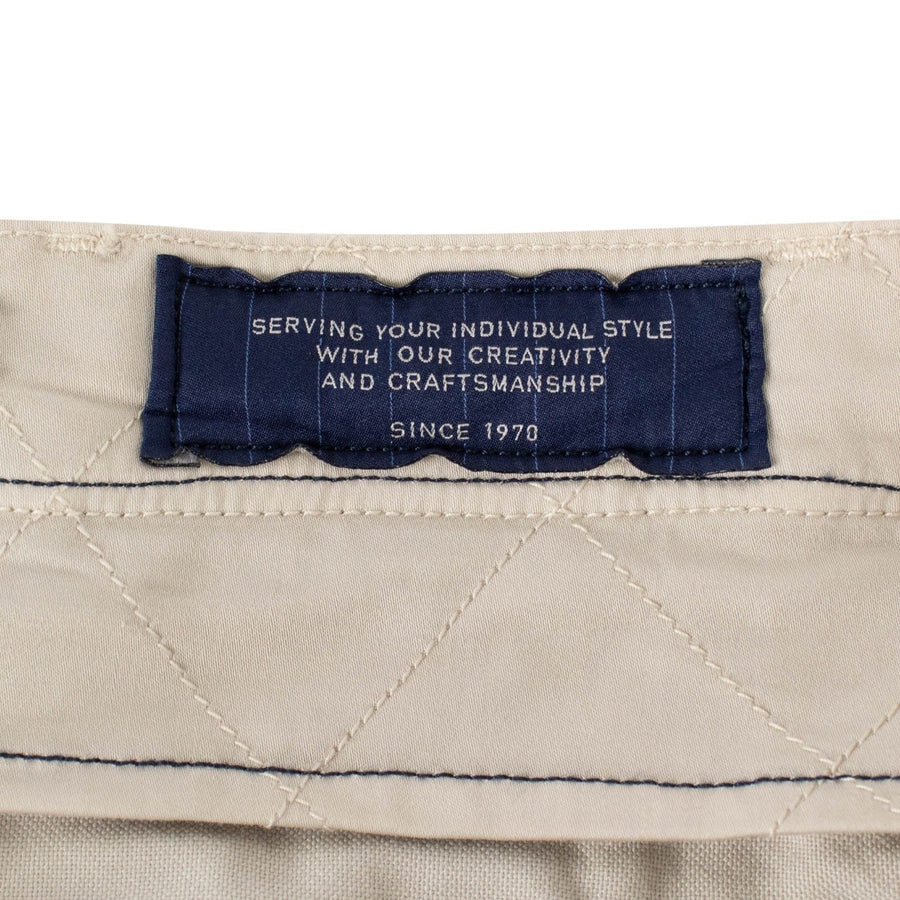 SERVING YOUR INDIVIDUAL STYLE
WITH OUR CREATIVITY
AND CRAFTSMANSHIP
SINCE 1970